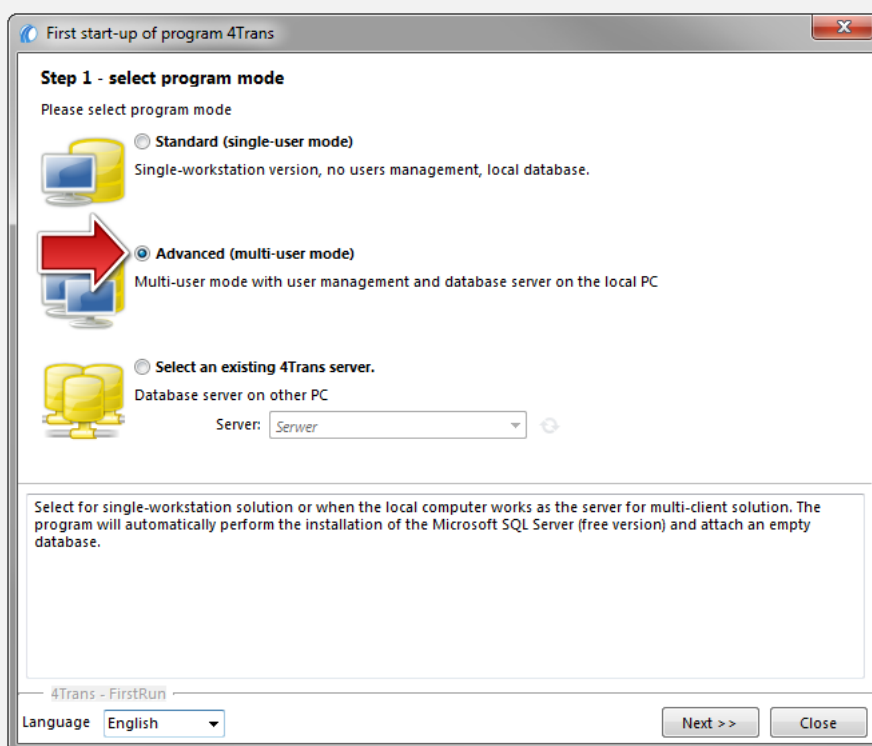 First start-up of program 4Trans
Step 1 - select program mode
Please select program mode
Standard (single-user mode)
Single-workstation version, no users management, local database.
Advanced (multi-user mode)
Multi-user mode with user management and database server on the local PC
Select an existing 4Trans server.
Database server on other PC
Server: Serwer
Select for single-workstation solution or when the local computer works as the server for multi-client solution. The
program will automatically perform the installation of the Microsoft SQL Server (free version) and attach an empty
database.
4Trans - FirstRun
Language English Next >> Close